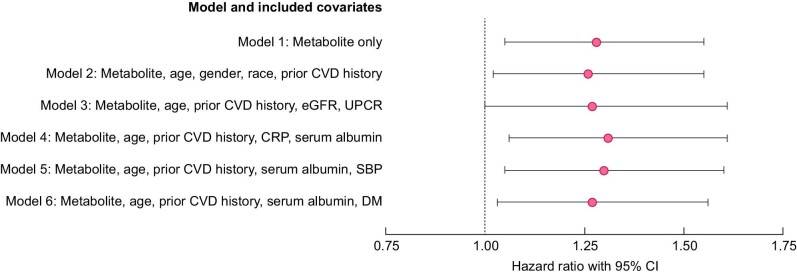 Model and included covariates
Model 1: Metabolite only
Model 2: Metabolite, age, gender, race, prior CVD history
Model 3: Metabolite, age, prior CVD history, eGFR, UPCR
Model 4: Metabolite, age, prior CVD history, CRP, serum albumin
Model 5: Metabolite, age, prior CVD history, serum albumin, SBP
Model 6: Metabolite, age, prior CVD history, serum albumin, DM
0.75 1.00 1.25 1.50 1.75
Hazard ratio with 95% CI